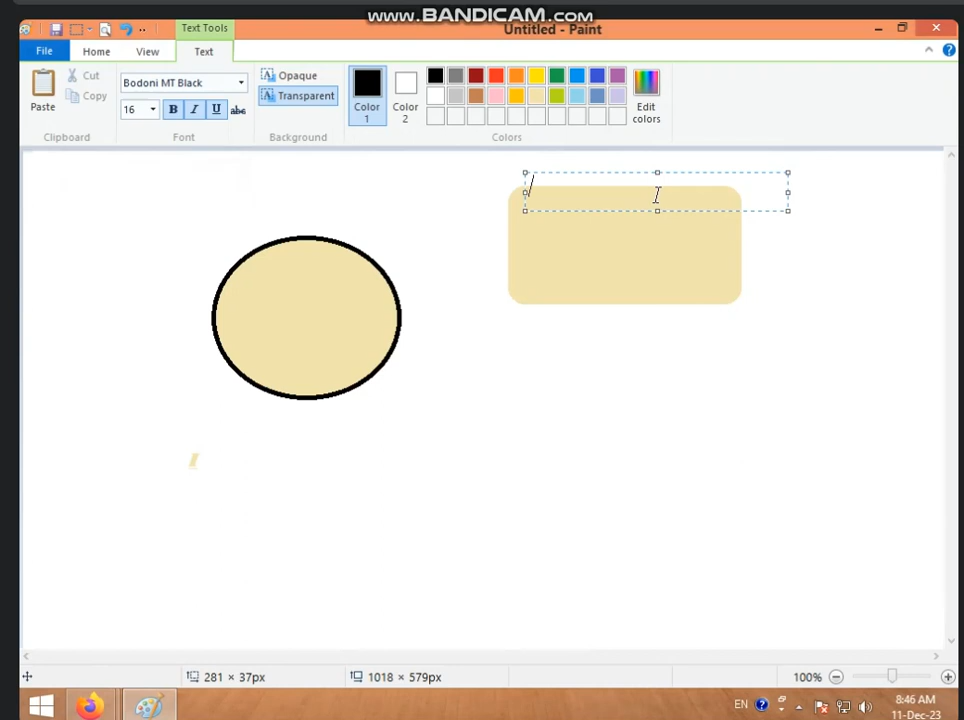 www.BANDICAM.com
Text Tools
Untitled - Paint
File
Home
View
Text
Paste
Cut
Copy
Clipboard
Bodoni MT Black
16
B
I
U
abc
Font
Opaque
Transparent
Background
Color
1
Color
2
Edit
colors
Colors
281 × 37px
1018 × 579px
100%
EN
8:46 AM
11-Dec-23